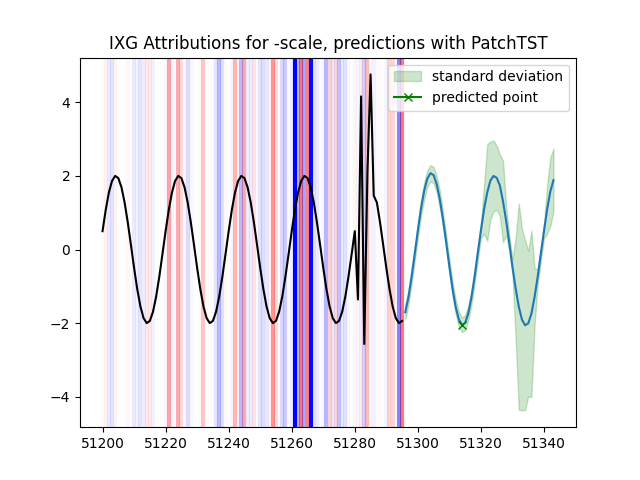 IXG Attributions for -scale, predictions with PatchTST
standard deviation
predicted point
4
2
0
−2
−4
51200 51220 51240 51260 51280 51300 51320 51340